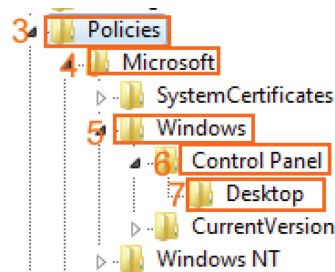 3 Policies
4 Microsoft
SystemCertificates
5 Windows
6 Control Panel
7 Desktop
CurrentVersion
Windows NT